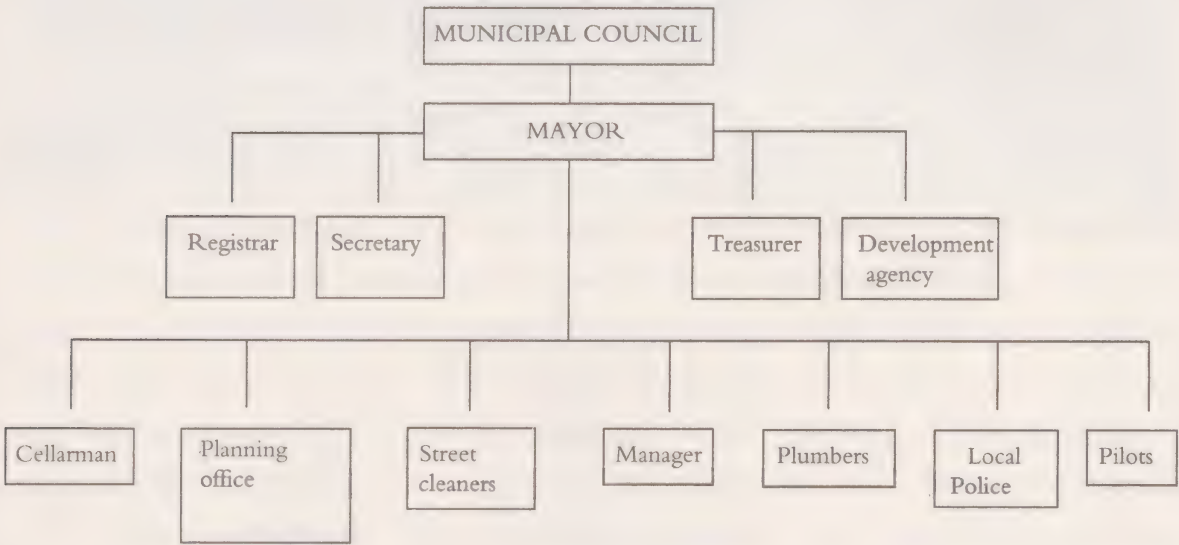 MUNICIPAL COUNCIL
MAYOR
Registrar
Secretary
Treasurer
Development
agency
Cellarman
Planning
office
Street
cleaners
Manager
Plumbers
Local
Police
Pilots